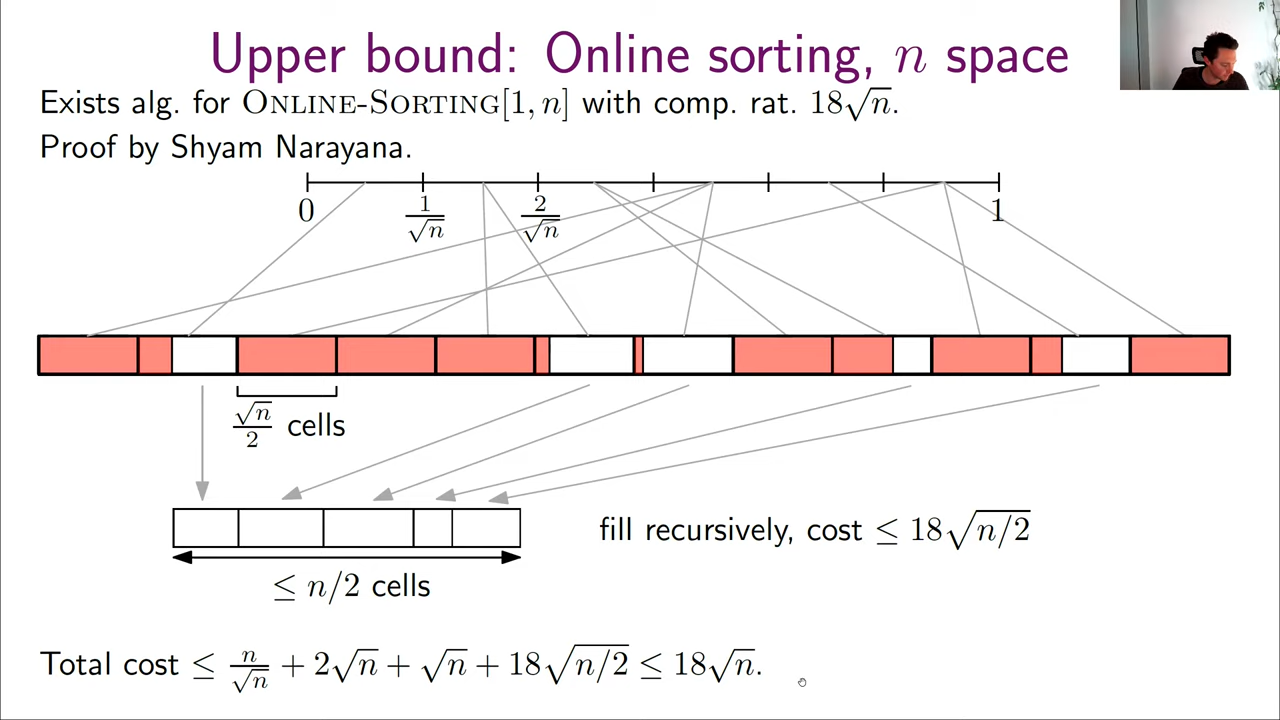 Upper bound: Online sorting, n space
Exists alg. for ONLINE-SORTING[1, n] with comp. rat. 18√n.
Proof by Shyam Narayana.
0 1/√n 2/√n 1
√n/2 cells
fill recursively, cost ≤ 18√(n/2)
≤ n/2 cells
Total cost ≤ n/√n + 2√n + √n + 18√(n/2) ≤ 18√n.